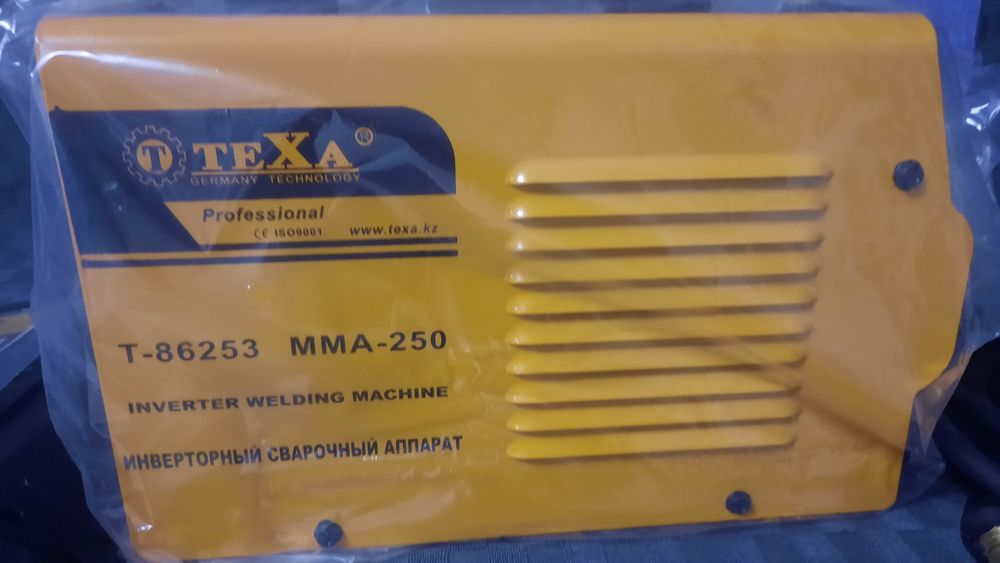 T TEXA ®
GERMANY TECHNOLOGY
Professional
CE ISO9001 www.texa.kz
T-86253 MMA-250
INVERTER WELDING MACHINE
ИНВЕРТОРНЫЙ СВАРОЧНЫЙ АППАРАТ